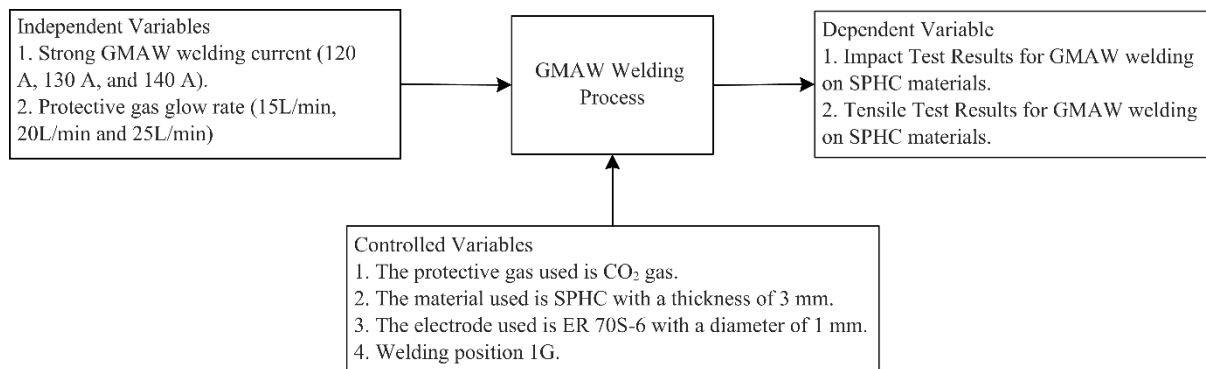 Independent Variables
1. Strong GMAW welding current (120
A, 130 A, and 140 A).
2. Protective gas glow rate (15L/min,
20L/min and 25L/min)
GMAW Welding
Process
Dependent Variable
1. Impact Test Results for GMAW welding
on SPHC materials.
2. Tensile Test Results for GMAW welding
on SPHC materials.
Controlled Variables
1. The protective gas used is CO₂ gas.
2. The material used is SPHC with a thickness of 3 mm.
3. The electrode used is ER 70S-6 with a diameter of 1 mm.
4. Welding position 1G.